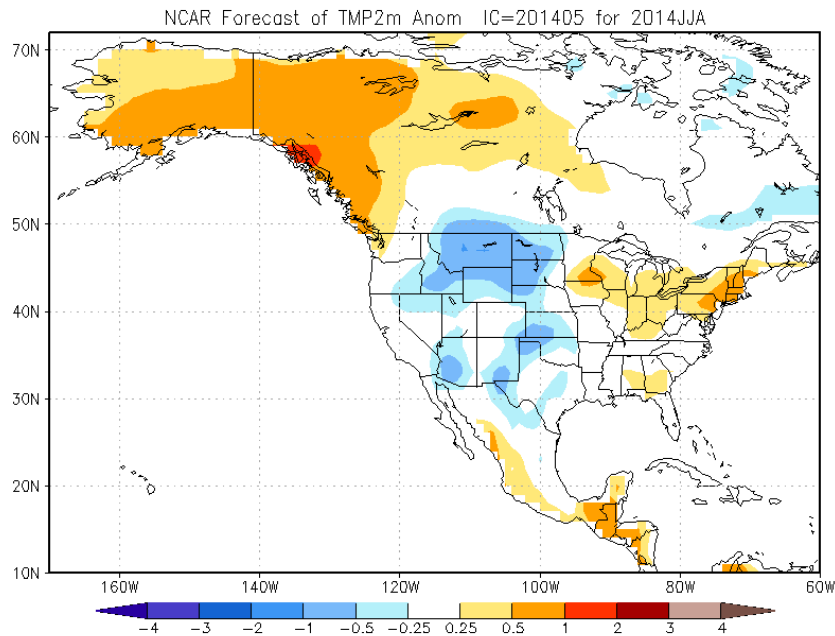 NCAR Forecast of TMP2m Anom IC=201405 for 2014JJA
70N
60N
50N
40N
30N
20N
10N
160W 140W 120W 100W 80W 60W
-4 -3 -2 -1 -0.5 -0.25 0.25 0.5 1 2 3 4